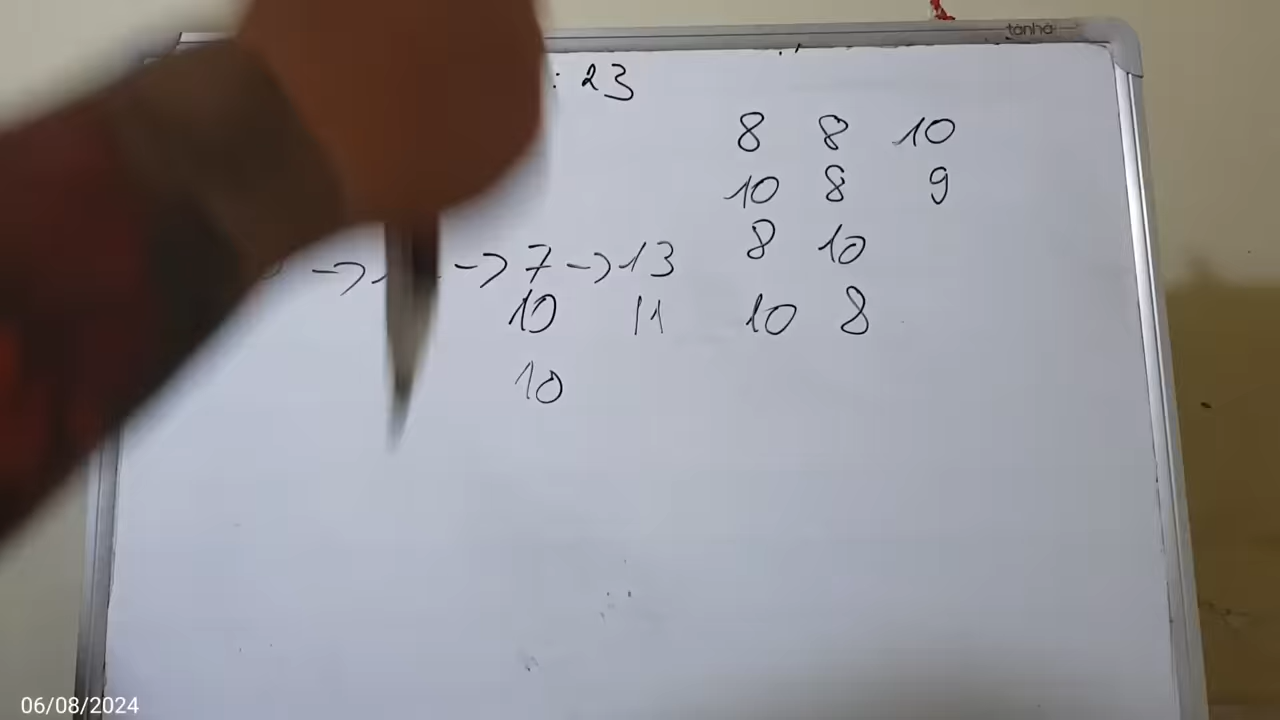 tanhà
: 23
8 8 10
10 8 9
-> -> 7 -> 13 8 10
10 11 10 8
10
06/08/2024